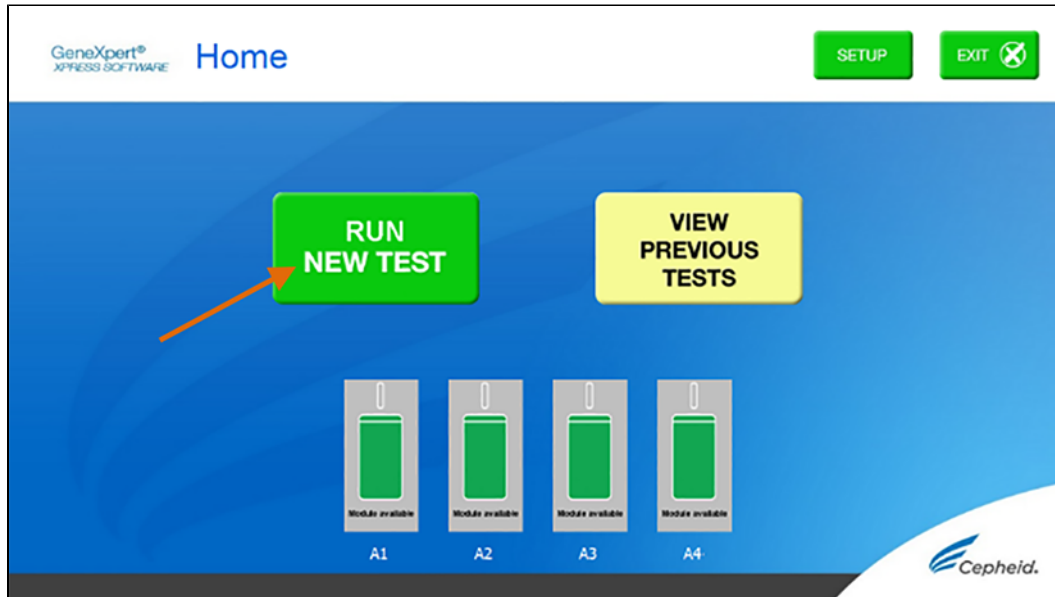 GeneXpert®
XPRESS SOFTWARE
Home
SETUP
EXIT
RUN
NEW TEST
VIEW
PREVIOUS
TESTS
Module available
Module available
Module available
Module available
A1
A2
A3
A4
Cepheid.